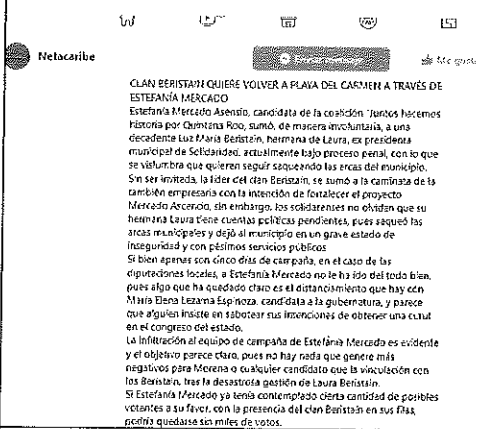 Netacaribe
Me gusta
CLAN BERISTAIN QUIERE VOLVER A PLAYA DEL CARMEN A TRAVÉS DE
ESTEFANÍA MERCADO
Estefanía Mercado Asensio, candidata de la coalición "Juntos hacemos
historia por Quintana Roo, sumó, de manera involuntaria, a una
decadente Luz María Beristain, hermana de Laura, ex presidenta
municipal de Solidaridad, actualmente bajo proceso penal, con lo que
se vislumbra que quieren seguir saqueando las arcas del municipio.
Sin ser invitada, la líder del clan Beristain, se sumó a la caminata de la
también empresaria con la intención de fortalecer el proyecto
Mercado Ascencio, sin embargo, los solidarenses no olvidan que su
hermana Laura tiene cuentas políticas pendientes, pues saqueó las
arcas municipales y dejó al municipio en un grave estado de
inseguridad y con pésimos servicios públicos
Si bien apenas son cinco días de campaña, en el caso de las
diputaciones locales, a Estefanía Mercado no le ha ido del todo bien,
pues algo que ha quedado claro es el distanciamiento que hay con
María Elena Lezama Espinoza, candidata a la gubernatura, y parece
que alguien insiste en sabotear sus intenciones de obtener una curul
en el congreso del estado.
La infiltración al equipo de campaña de Estefanía Mercado es evidente
y el objetivo parece claro, pues no hay nada que genere más
negativos para Morena o cualquier candidato que la vinculación con
los Beristain, tras la desastrosa gestión de Laura Beristain.
Si Estefanía Mercado ya tenía contemplado cierta cantidad de posibles
votantes a su favor, con la presencia del clan Beristain en sus filas,
podría quedarse sin miles de votos.